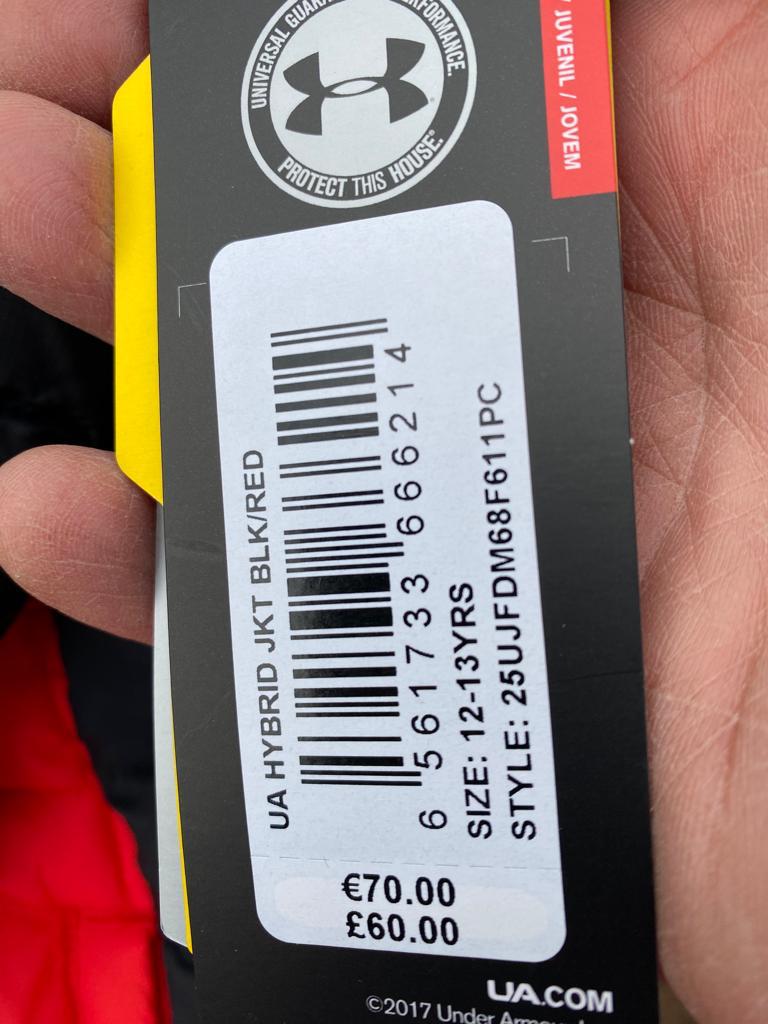 UNIVERSAL GUARANTEE OF PERFORMANCE.
PROTECT THIS HOUSE.®
/ JUVENIL / JOVEM
UA HYBRID JKT BLK/RED
6 561733 666214
SIZE: 12-13YRS
STYLE: 25UJFDM68F611PC
€70.00
£60.00
UA.COM
©2017 Under Armour